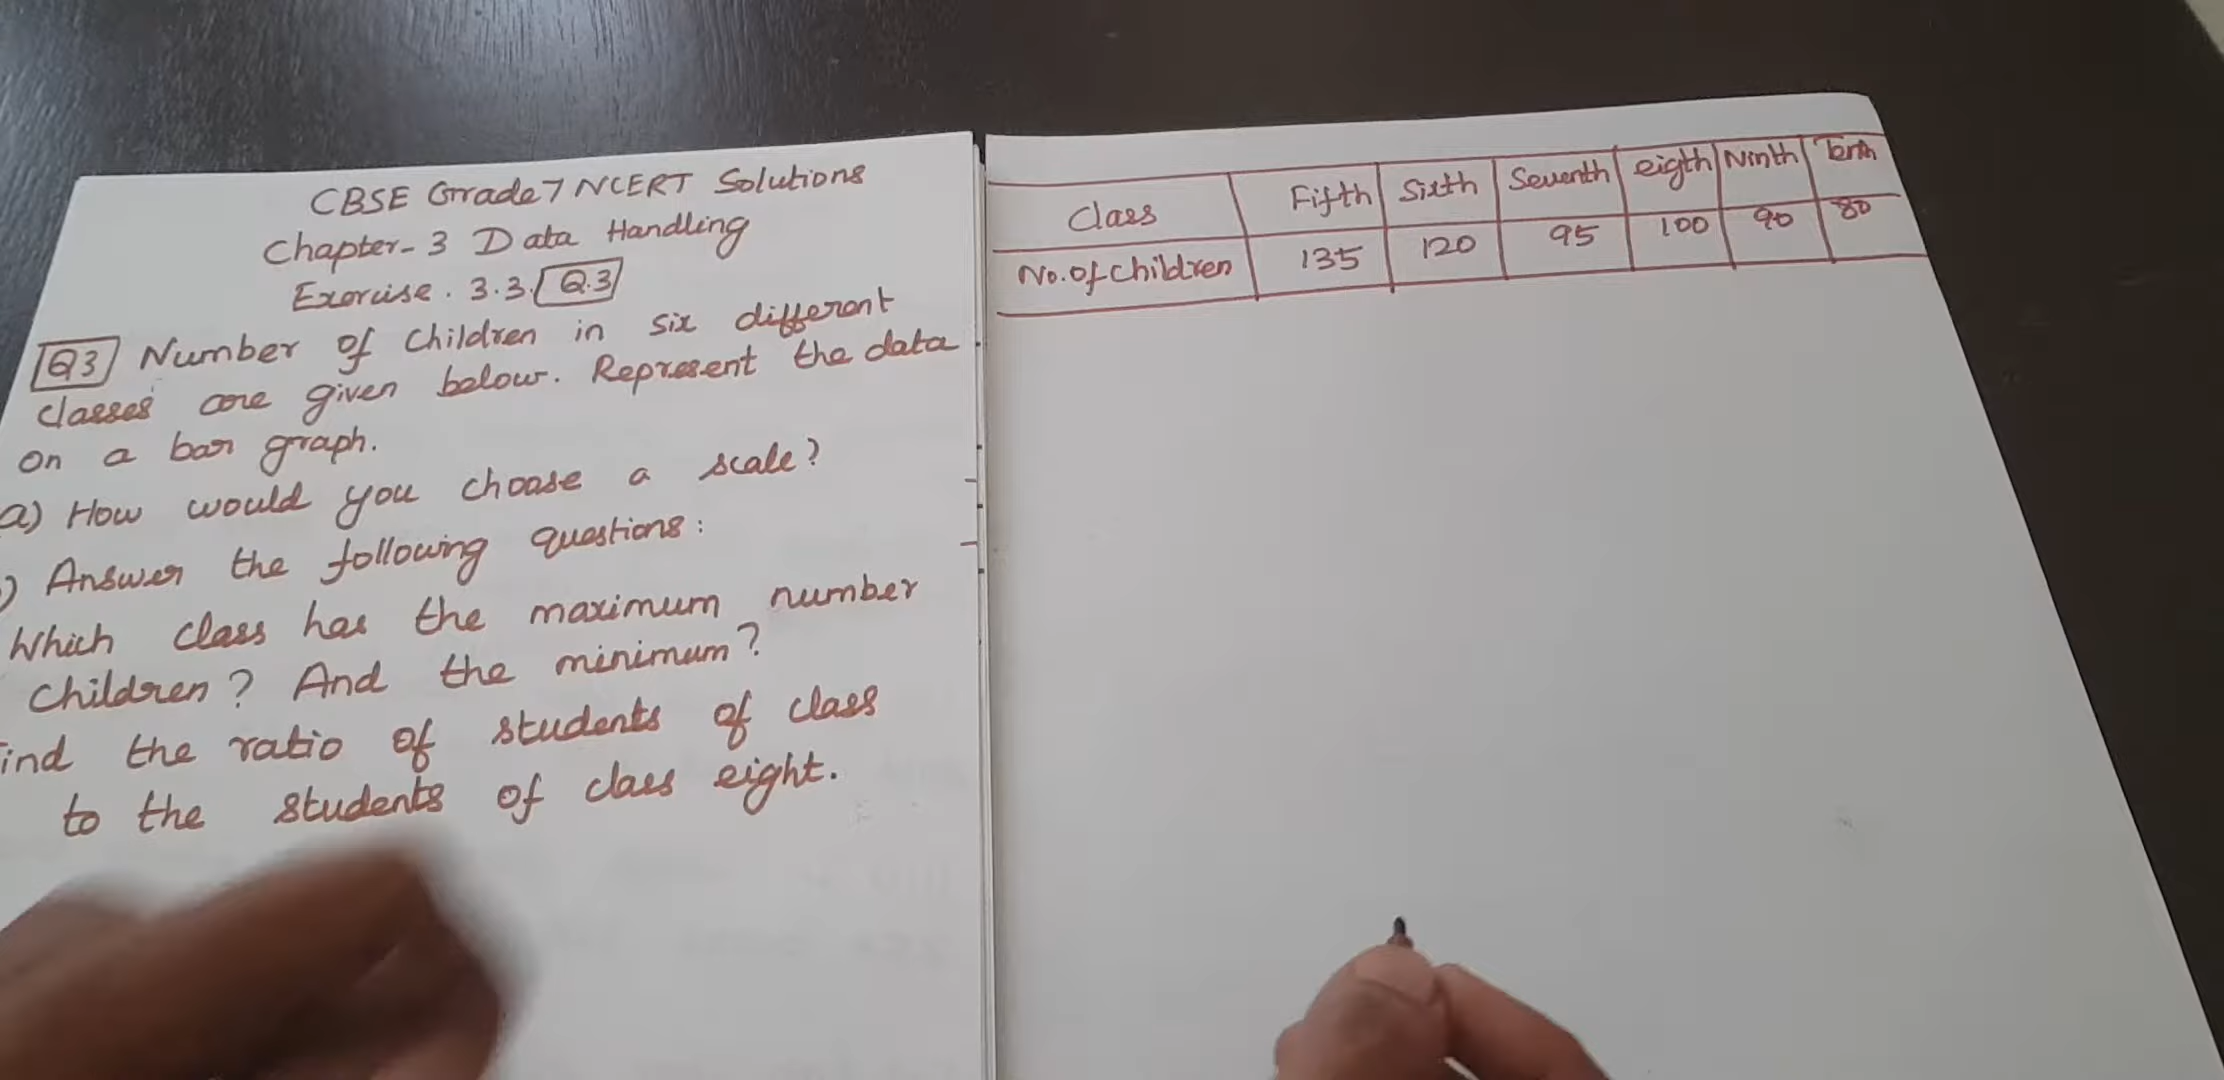 CBSE Grade 7 NCERT Solutions
Chapter-3 Data Handling
Exercise. 3.3. Q.3
Q3 Number of children in six different
classes are given below. Represent the data
on a bar graph.
a) How would you choose a scale?
) Answer the following questions:
Which class has the maximum number
children? And the minimum?
ind the ratio of students of class
to the students of class eight.
Class Fifth Sixth Seventh eigth Ninth Tenth
No. of children 135 120 95 100 90 80